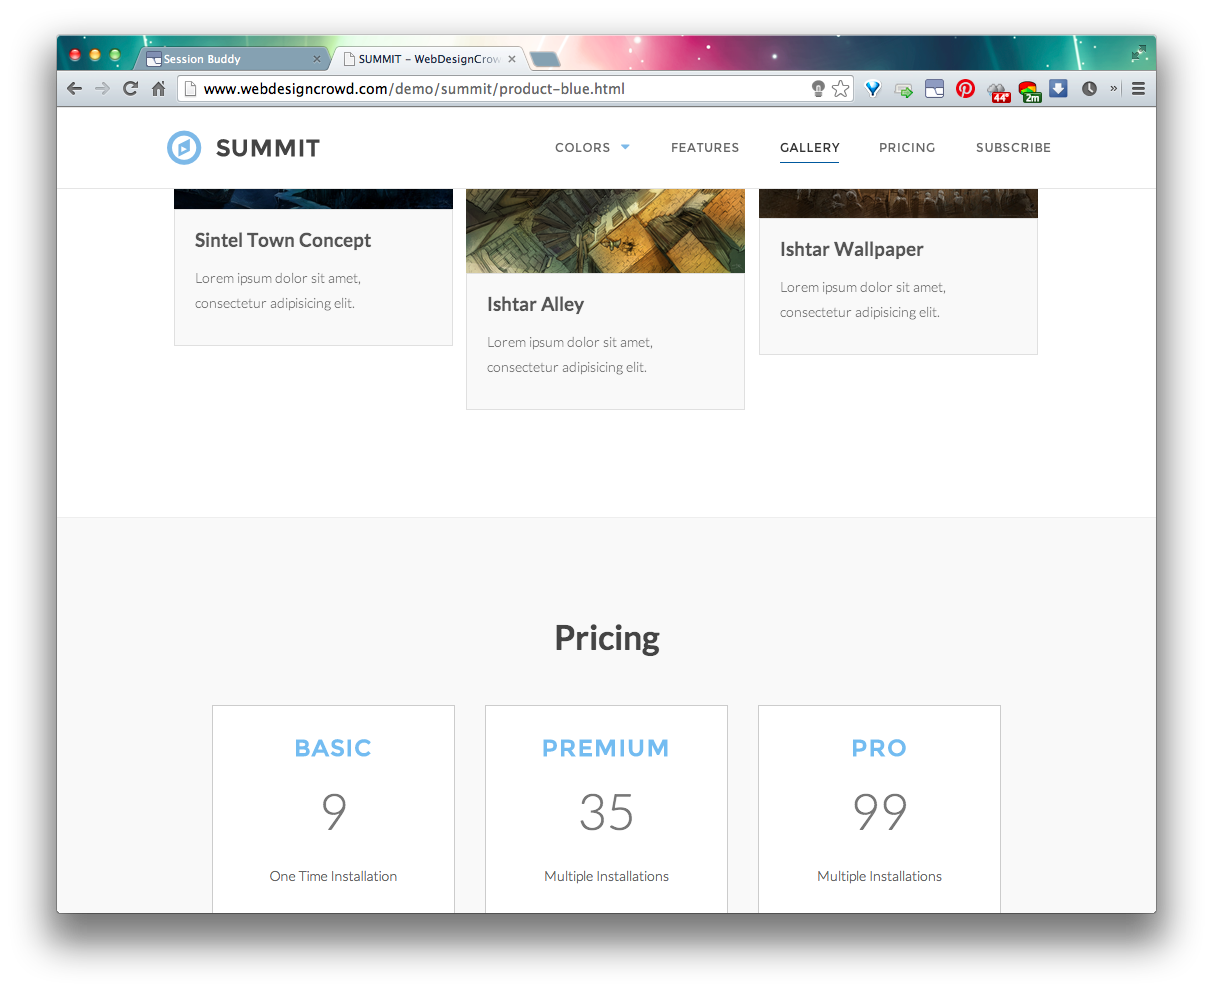 Session Buddy
SUMMIT – WebDesignCrow
www.webdesigncrowd.com/demo/summit/product-blue.html
44*
2m
»
SUMMIT
COLORS
FEATURES
GALLERY
PRICING
SUBSCRIBE
Sintel Town Concept
Lorem ipsum dolor sit amet,
consectetur adipisicing elit.
Ishtar Alley
Lorem ipsum dolor sit amet,
consectetur adipisicing elit.
Ishtar Wallpaper
Lorem ipsum dolor sit amet,
consectetur adipisicing elit.
Pricing
BASIC
9
One Time Installation
PREMIUM
35
Multiple Installations
PRO
99
Multiple Installations